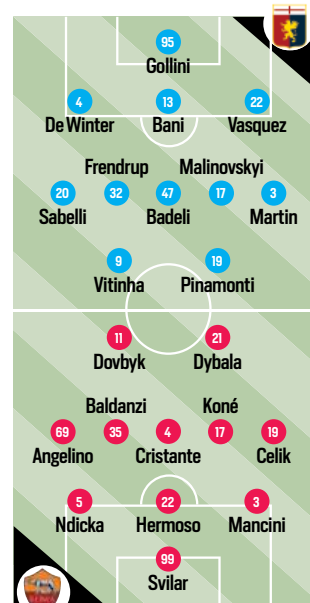 95
Gollini
4 13 22
De Winter Bani Vasquez
Frendrup Malinovskyi
20 32 47 17 3
Sabelli Badelj Martin
9 19
Vitinha Pinamonti
11 21
Dovbyk Dybala
Baldanzi Koné
69 35 4 17 19
Angelino Cristante Celik
5 22 3
Ndicka Hermoso Mancini
99
Svilar